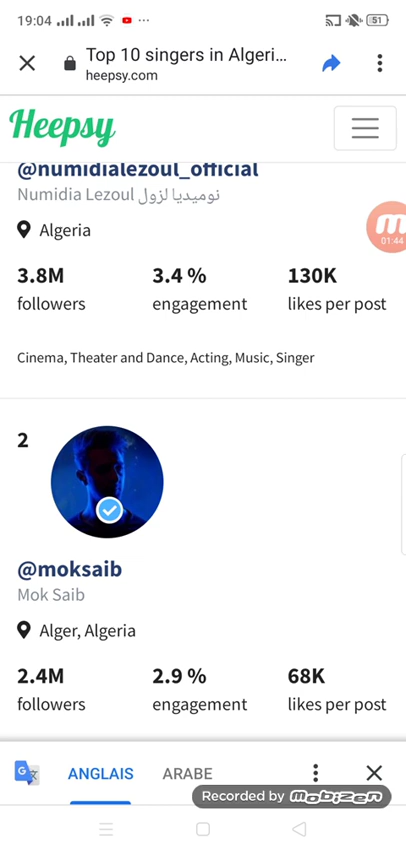 19:04
51
Top 10 singers in Algeri...
heepsy.com
Heepsy
@numidialezoul_official
Numidia Lezoul نوميديا لزول
Algeria
01:44
3.8M 3.4 % 130K
followers engagement likes per post
Cinema, Theater and Dance, Acting, Music, Singer
2
@moksaib
Mok Saib
Alger, Algeria
2.4M 2.9 % 68K
followers engagement likes per post
ANGLAIS ARABE
Recorded by mobizen